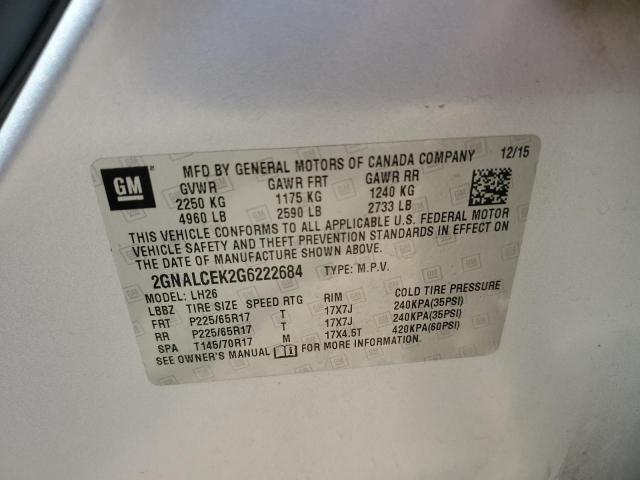 GM
MFD BY GENERAL MOTORS OF CANADA COMPANY 12/15
GVWR GAWR FRT GAWR RR
2250 KG 1175 KG 1240 KG
4960 LB 2590 LB 2733 LB
THIS VEHICLE CONFORMS TO ALL APPLICABLE U.S. FEDERAL MOTOR
VEHICLE SAFETY AND THEFT PREVENTION STANDARDS IN EFFECT ON
THE DATE OF MANUFACTURE SHOWN ABOVE.
2GNALCEK2G6222684 TYPE: M.P.V.
MODEL: LH26
LBBZ TIRE SIZE SPEED RTG RIM COLD TIRE PRESSURE
FRT P225/65R17 T 17X7J 240KPA(35PSI)
RR P225/65R17 T 17X7J 240KPA(35PSI)
SPA T145/70R17 M 17X4.5T 420KPA(60PSI)
SEE OWNER'S MANUAL FOR MORE INFORMATION.